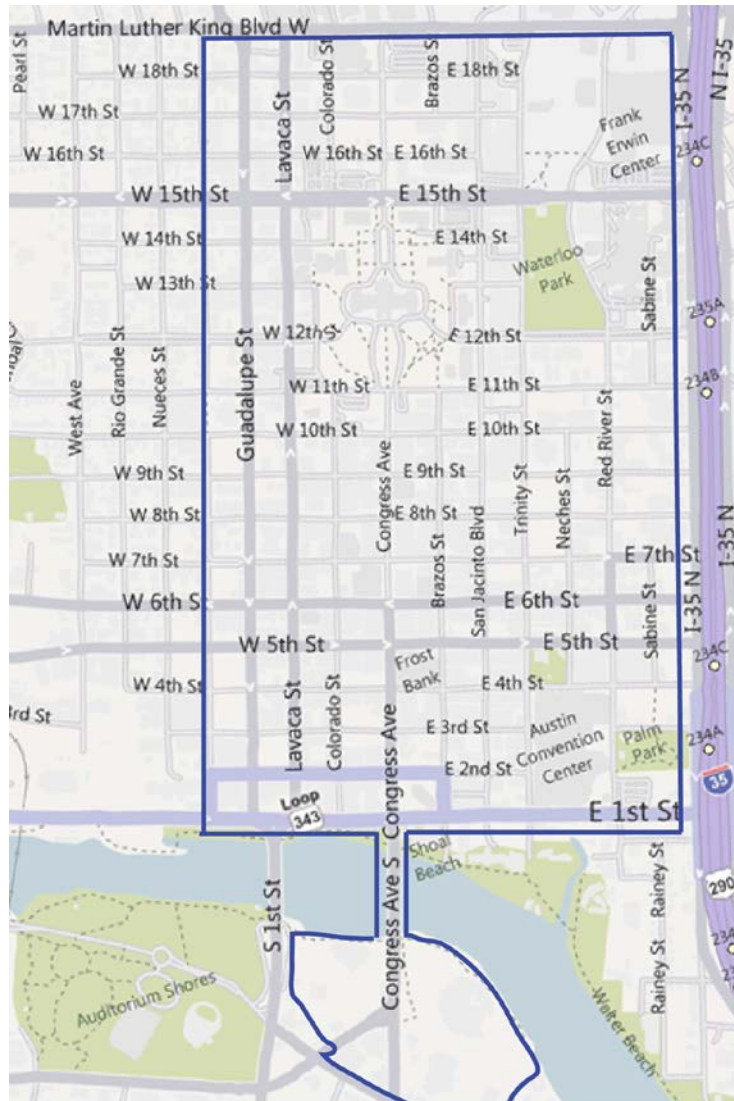 Martin Luther King Blvd W
Pearl St
W 18th St
Colorado St
Brazos S
E 18th St
I-35 N
N I-35
Lavaca St
W 17th St
Frank
Erwin
Center
W 16th St
W 16th St
E 16th St
234C
W 15th St
E 15th St
W 14th St
E 14th St
Waterloo
Park
W 13th St
Sabine St
235A
W 12th St
E 12th St
Rio Grande St
Nueces St
Guadalupe St
West Ave
W 11th St
E 11th St
234B
Red River St
W 10th St
E 10th St
Congress Ave
W 9th St
E 9th St
Trinity St
Neches St
W 8th St
E 8th St
San Jacinto Blvd
Brazos St
I-35 N
W 7th St
E 7th St
W 6th S
E 6th St
I-35 N
Sabine St
W 5th St
E 5th St
Frost
Bank
234C
W 4th St
E 4th St
Lavaca St
Colorado St
Congress Ave
3rd St
E 3rd St
Austin
Convention
Center
Palm
Park
234A
E 2nd St
35
Loop
343
E 1st St
Shoal
Beach
S 1st St
Congress Ave S
Rainey St
Rainey St
290
Auditorium Shores
Waller Beach